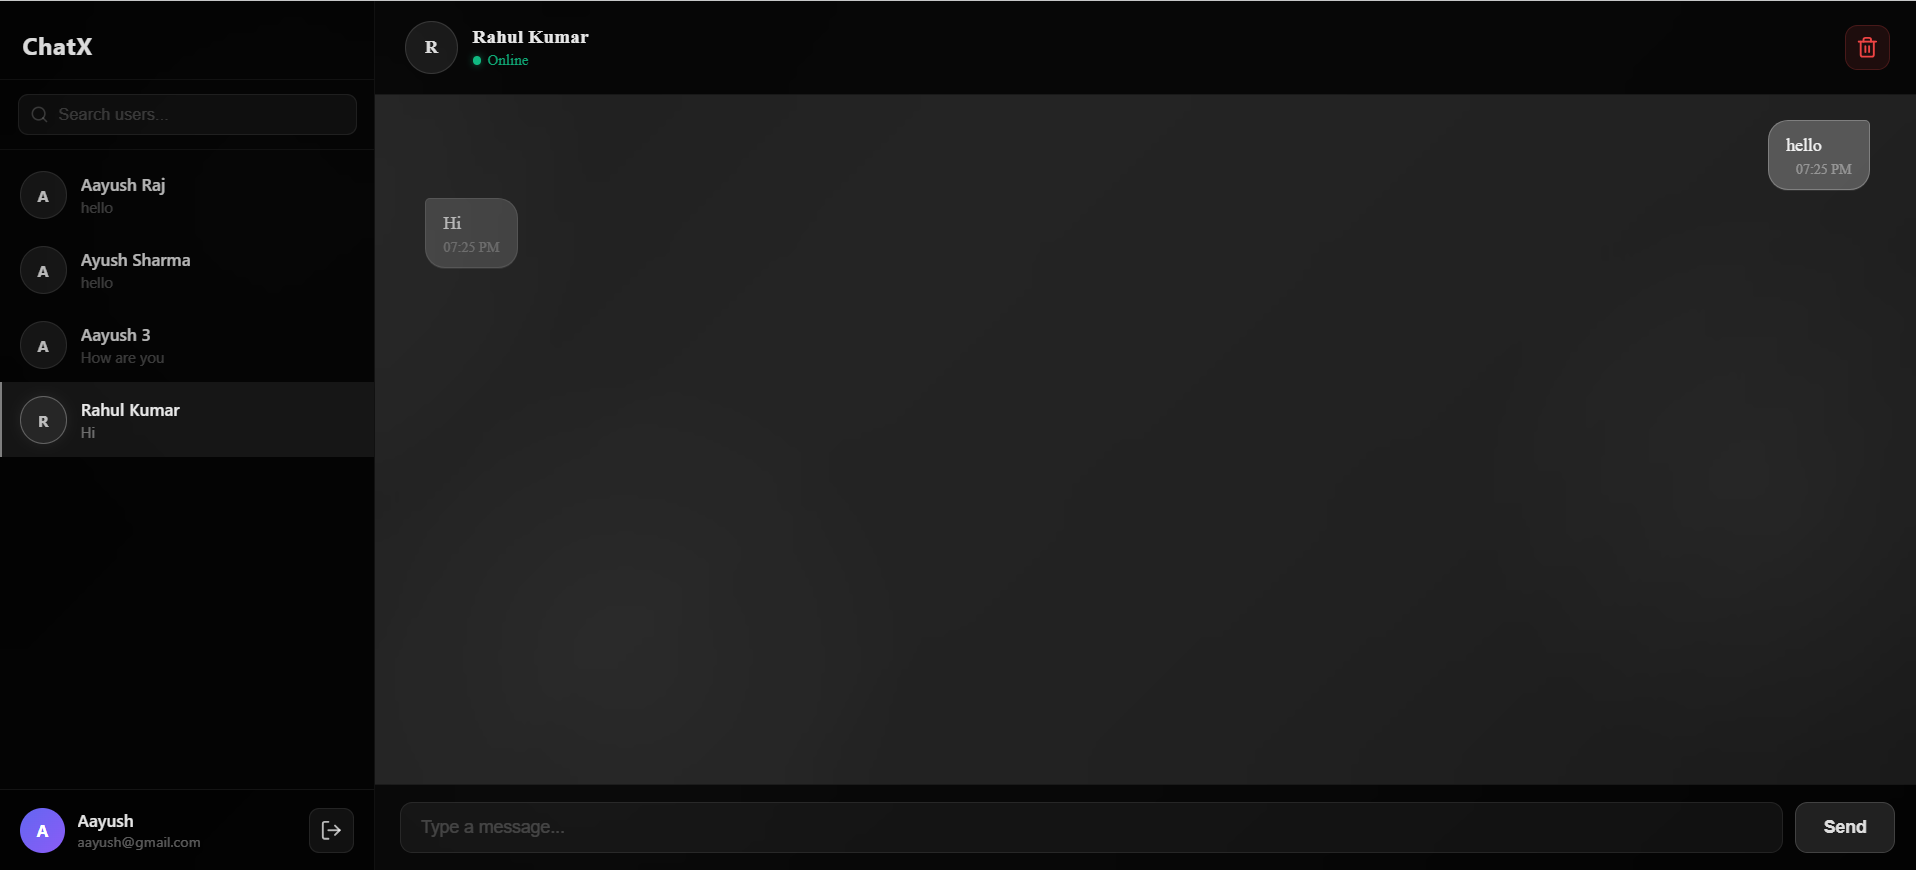 ChatX
Search users...
A
Aayush Raj
hello
A
Ayush Sharma
hello
A
Aayush 3
How are you
R
Rahul Kumar
Hi
A
Aayush
aayush@gmail.com
R
Rahul Kumar
Online
hello
07:25 PM
Hi
07:25 PM
Type a message...
Send